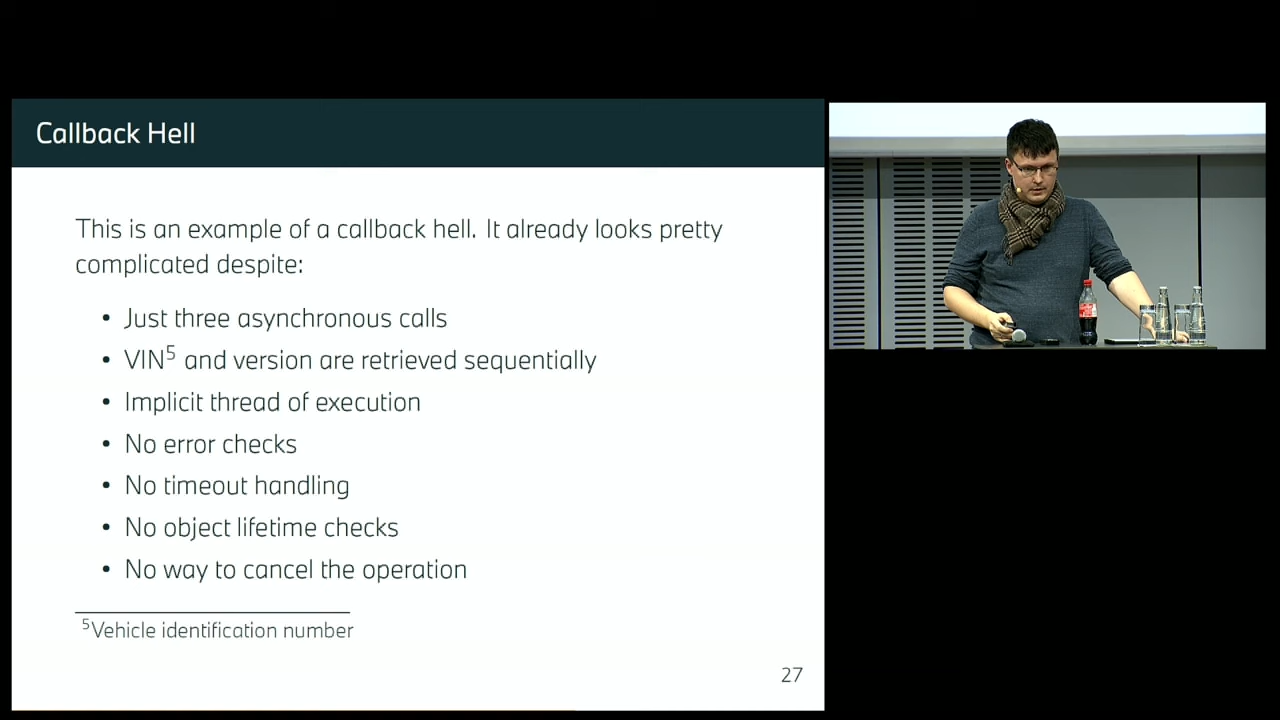 Callback Hell
This is an example of a callback hell. It already looks pretty
complicated despite:
• Just three asynchronous calls
• VIN⁵ and version are retrieved sequentially
• Implicit thread of execution
• No error checks
• No timeout handling
• No object lifetime checks
• No way to cancel the operation
⁵Vehicle identification number
27